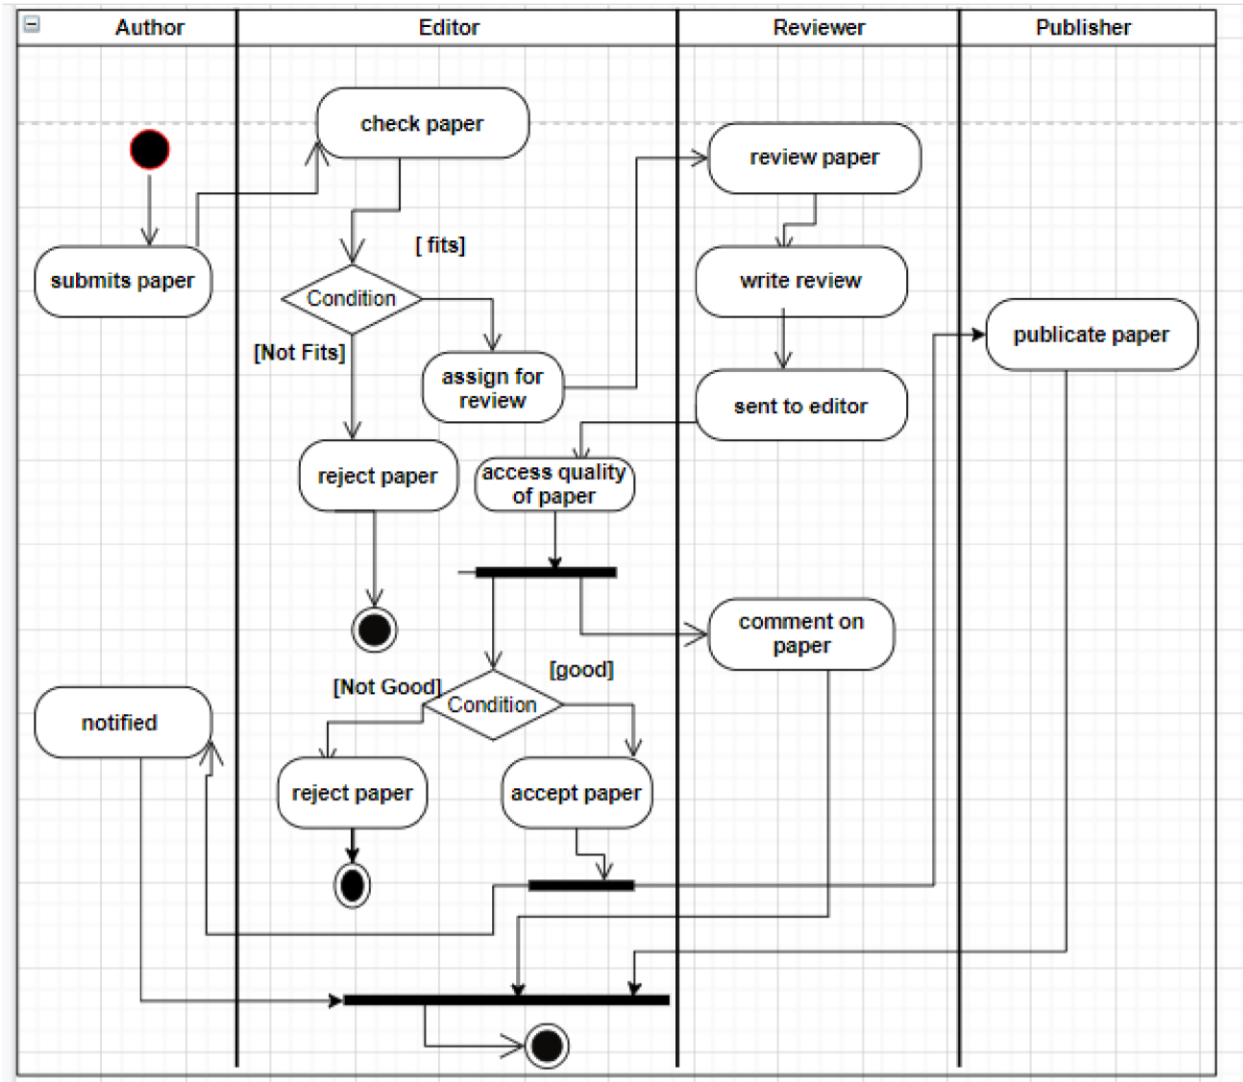 Author
Editor
Reviewer
Publisher
check paper
review paper
[ fits]
submits paper
write review
Condition
publicate paper
[Not Fits]
assign for
review
sent to editor
reject paper
access quality
of paper
comment on
paper
[good]
[Not Good]
Condition
notified
reject paper
accept paper